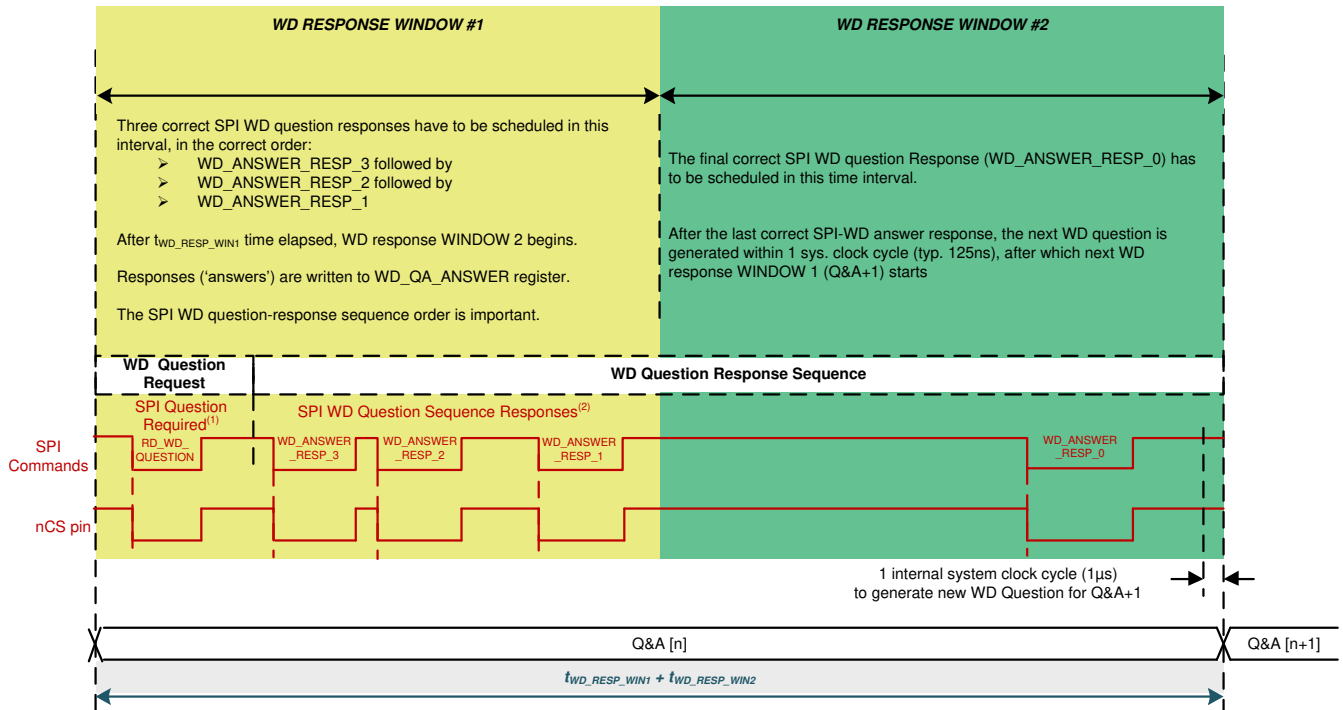 WD RESPONSE WINDOW #1
WD RESPONSE WINDOW #2
Three correct SPI WD question responses have to be scheduled in this
interval, in the correct order:
➢ WD_ANSWER_RESP_3 followed by
➢ WD_ANSWER_RESP_2 followed by
➢ WD_ANSWER_RESP_1
After tWD_RESP_WIN1 time elapsed, WD response WINDOW 2 begins.
Responses (‘answers’) are written to WD_QA_ANSWER register.
The SPI WD question-response sequence order is important.
The final correct SPI WD question Response (WD_ANSWER_RESP_0) has
to be scheduled in this time interval.
After the last correct SPI-WD answer response, the next WD question is
generated within 1 sys. clock cycle (typ. 125ns), after which next WD
response WINDOW 1 (Q&A+1) starts
WD Question
Request
WD Question Response Sequence
SPI Question
Required(1)
SPI WD Question Sequence Responses(2)
SPI
Commands
RD_WD_
QUESTION
WD_ANSWER
_RESP_3
WD_ANSWER
_RESP_2
WD_ANSWER
_RESP_1
WD_ANSWER
_RESP_0
nCS pin
1 internal system clock cycle (1µs)
to generate new WD Question for Q&A+1
Q&A [n]
Q&A [n+1]
tWD_RESP_WIN1 + tWD_RESP_WIN2